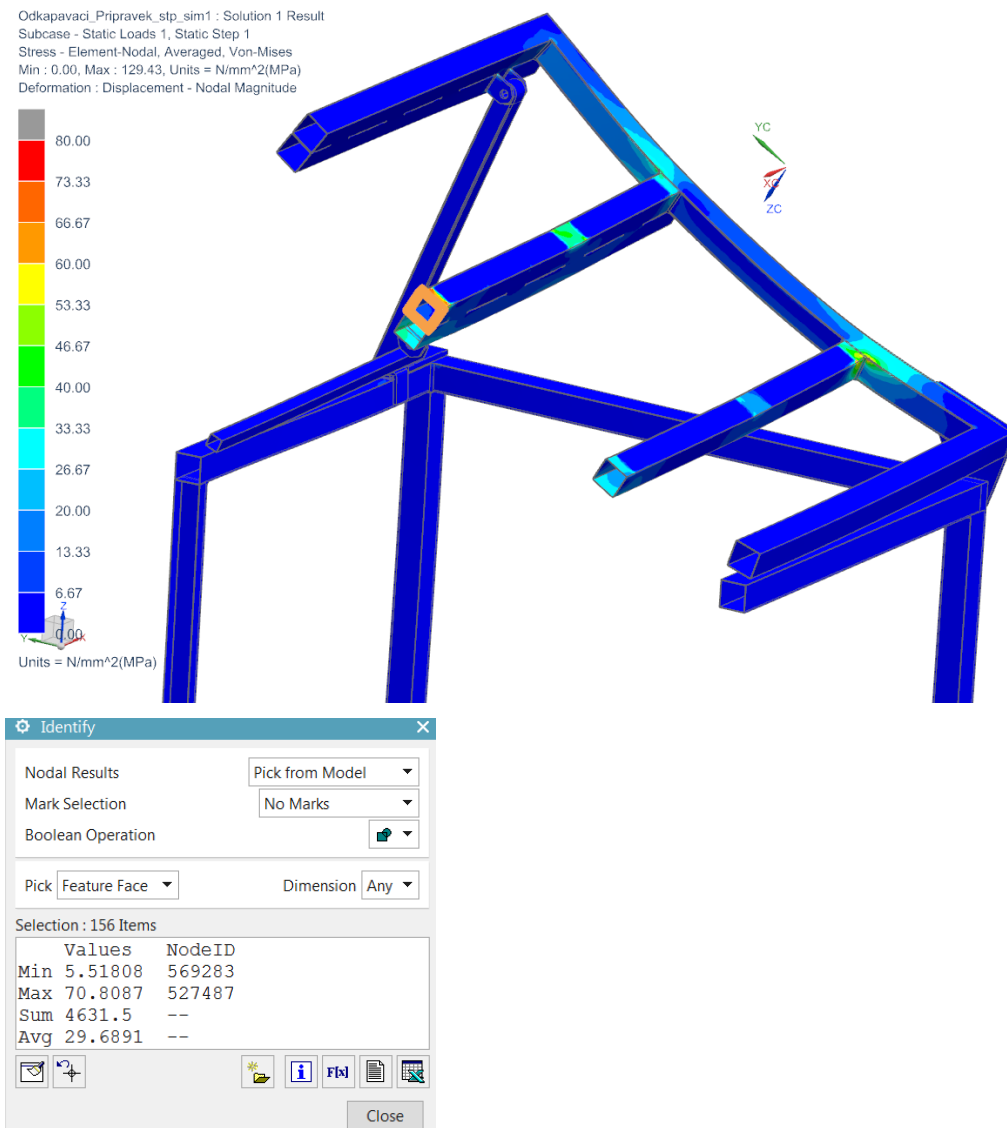 Odkapavaci_Pripravek_stp_sim1 : Solution 1 Result
Subcase - Static Loads 1, Static Step 1
Stress - Element-Nodal, Averaged, Von-Mises
Min : 0.00, Max : 129.43, Units = N/mm^2(MPa)
Deformation : Displacement - Nodal Magnitude
80.00
73.33
66.67
60.00
53.33
46.67
40.00
33.33
26.67
20.00
13.33
6.67
0.00
Units = N/mm^2(MPa)
YC
XC
ZC
Z
Y
X
Identify
Nodal Results Pick from Model
Mark Selection No Marks
Boolean Operation
Pick Feature Face Dimension Any
Selection : 156 Items
Values NodeID
Min 5.51808 569283
Max 70.8087 527487
Sum 4631.5 --
Avg 29.6891 --
i F[x]
Close